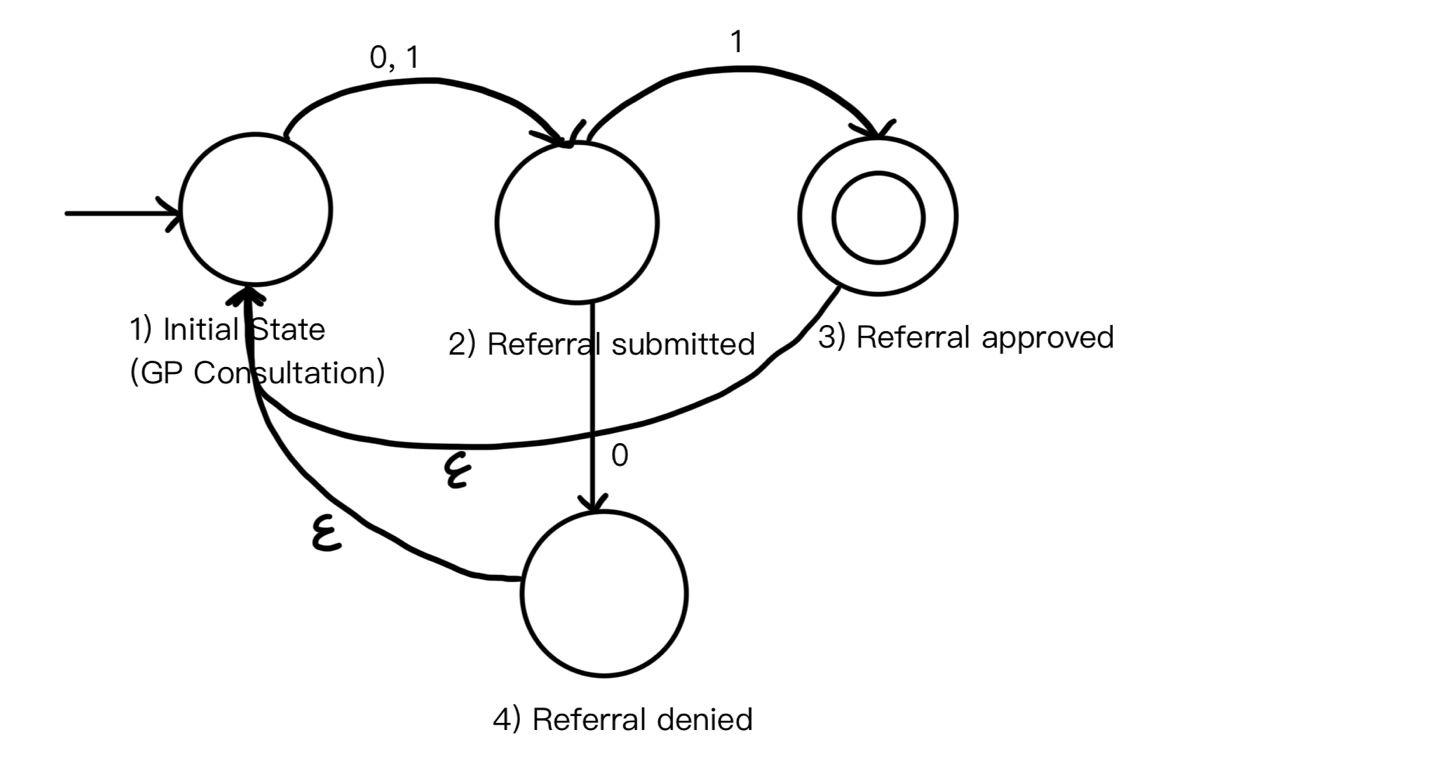 0, 1
1
1) Initial State
(GP Consultation)
2) Referral submitted
3) Referral approved
0
ε
ε
4) Referral denied